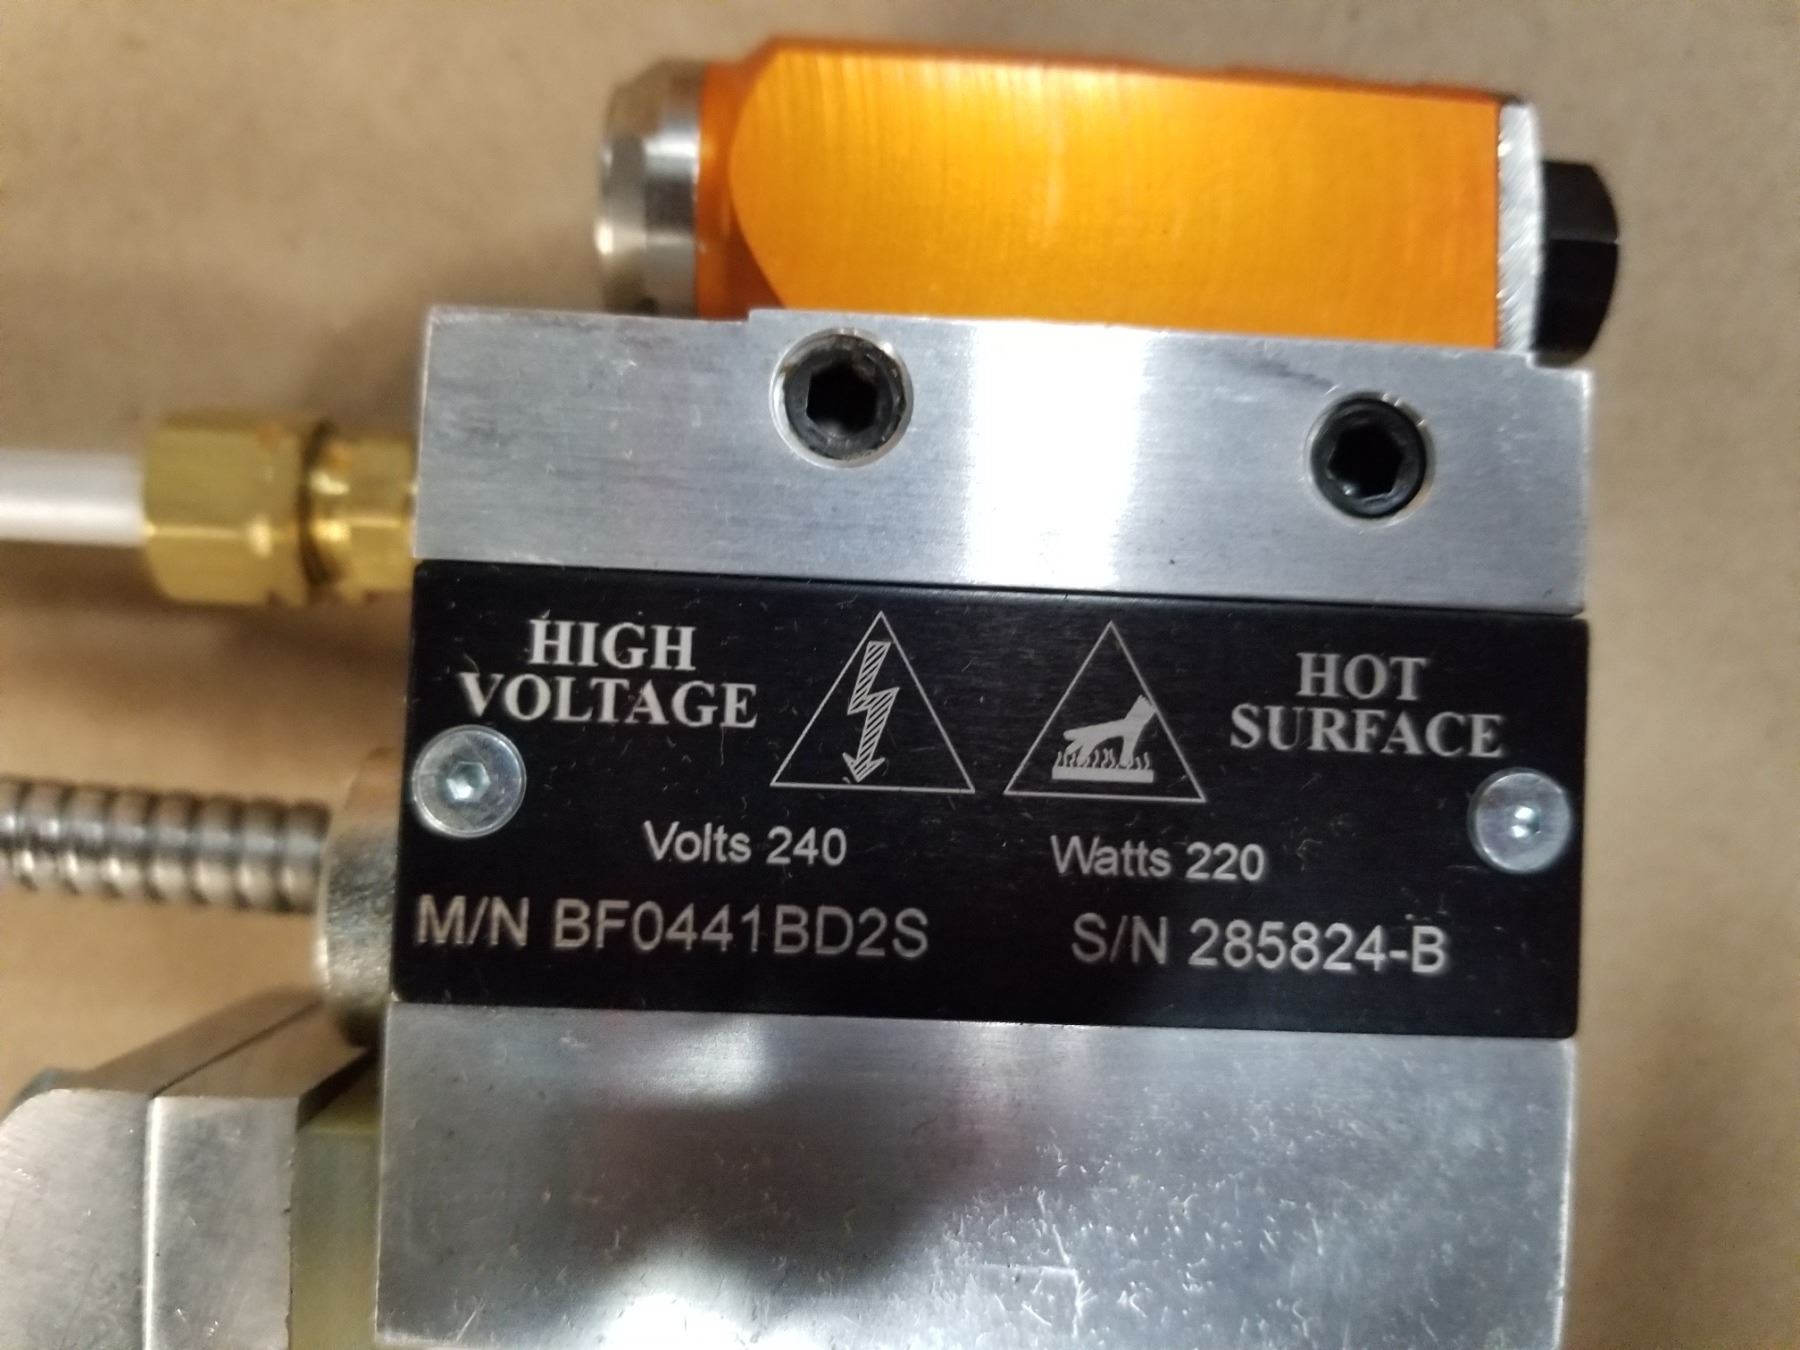 HIGH
VOLTAGE
HOT
SURFACE
Volts 240
Watts 220
M/N BF0441BD2S
S/N 285824-B